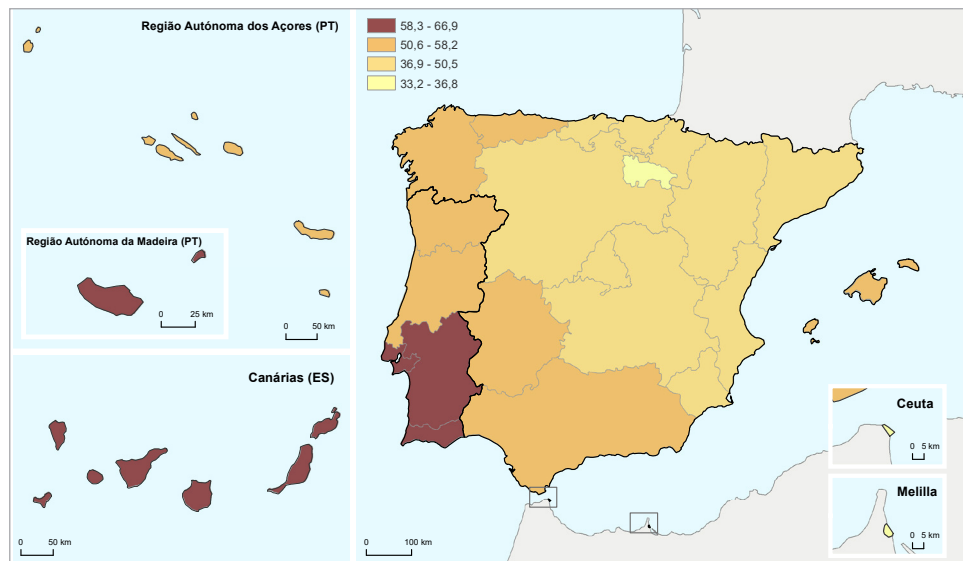 Região Autónoma dos Açores (PT)
58,3 - 66,9
50,6 - 58,2
36,9 - 50,5
33,2 - 36,8
Região Autónoma da Madeira (PT)
0 25 km
0 50 km
Canárias (ES)
0 50 km
0 100 km
Ceuta
0 5 km
Melilla
0 5 km